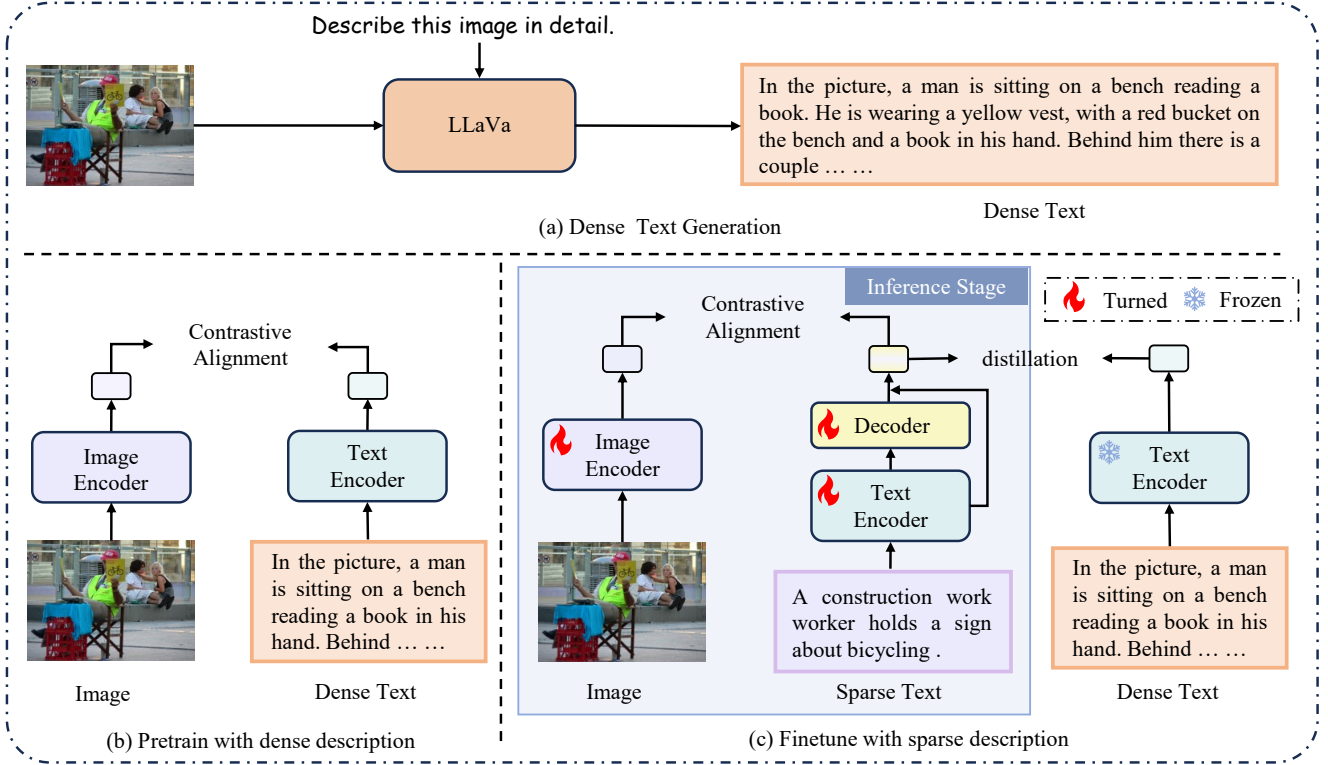 Describe this image in detail.
LLaVa
In the picture, a man is sitting on a bench reading a
book. He is wearing a yellow vest, with a red bucket on
the bench and a book in his hand. Behind him there is a
couple … …
Dense Text
(a) Dense Text Generation
Contrastive
Alignment
Image
Encoder
Text
Encoder
In the picture, a man
is sitting on a bench
reading a book in his
hand. Behind … …
Image
Dense Text
(b) Pretrain with dense description
Inference Stage
Turned
Frozen
Contrastive
Alignment
distillation
Image
Encoder
Decoder
Text
Encoder
Text
Encoder
A construction work
worker holds a sign
about bicycling .
In the picture, a man
is sitting on a bench
reading a book in his
hand. Behind … …
Image
Sparse Text
Dense Text
(c) Finetune with sparse description